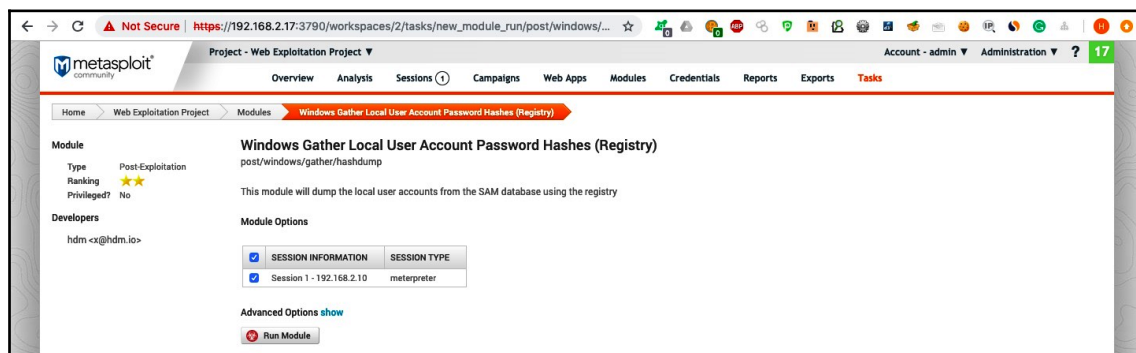 Not Secure | https://192.168.2.17:3790/workspaces/2/tasks/new_module_run/post/windows/...
metasploit®
community
Project - Web Exploitation Project ▼
Account - admin ▼ Administration ▼ ? 17
Overview Analysis Sessions 1 Campaigns Web Apps Modules Credentials Reports Exports Tasks
Home Web Exploitation Project Modules Windows Gather Local User Account Password Hashes (Registry)
Module
Type Post-Exploitation
Ranking
Privileged? No
Developers
hdm <x@hdm.io>
Windows Gather Local User Account Password Hashes (Registry)
post/windows/gather/hashdump
This module will dump the local user accounts from the SAM database using the registry
Module Options
SESSION INFORMATION SESSION TYPE
Session 1 - 192.168.2.10 meterpreter
Advanced Options show
Run Module